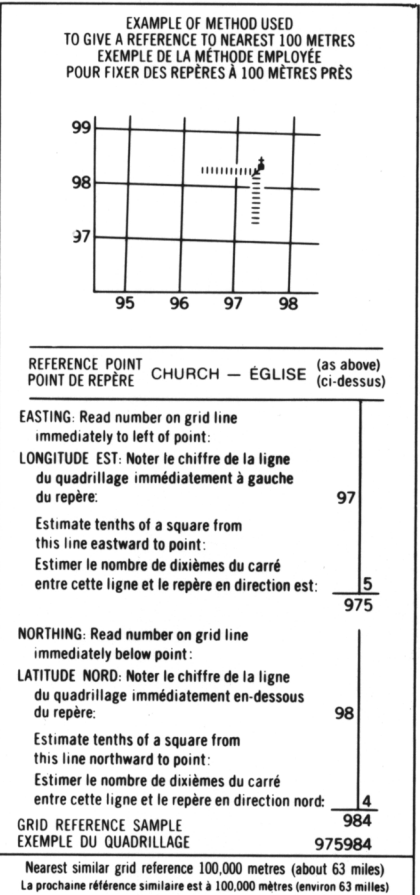 EXAMPLE OF METHOD USED
TO GIVE A REFERENCE TO NEAREST 100 METRES
EXEMPLE DE LA MÉTHODE EMPLOYÉE
POUR FIXER DES REPÈRES À 100 MÈTRES PRÈS
99
98
97
95 96 97 98
REFERENCE POINT
POINT DE REPÈRE
CHURCH — ÉGLISE
(as above)
(ci-dessus)
EASTING: Read number on grid line
immediately to left of point:
LONGITUDE EST: Noter le chiffre de la ligne
du quadrillage immédiatement à gauche
du repère: 97
Estimate tenths of a square from
this line eastward to point:
Estimer le nombre de dixièmes du carré
entre cette ligne et le repère en direction est: 5
975
NORTHING: Read number on grid line
immediately below point:
LATITUDE NORD: Noter le chiffre de la ligne
du quadrillage immédiatement en-dessous
du repère: 98
Estimate tenths of a square from
this line northward to point:
Estimer le nombre de dixièmes du carré
entre cette ligne et le repère en direction nord: 4
GRID REFERENCE SAMPLE 984
EXEMPLE DU QUADRILLAGE 975984
Nearest similar grid reference 100,000 metres (about 63 miles)
La prochaine référence similaire est à 100,000 mètres (environ 63 milles)